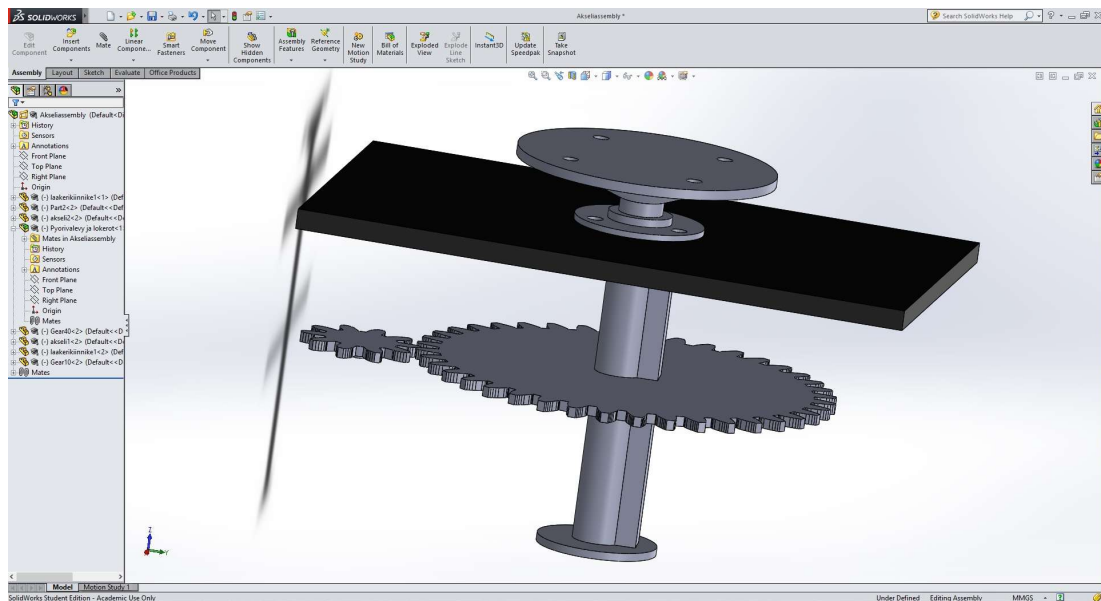 SOLIDWORKS
Akseliassembly *
Search SolidWorks Help
Edit Component
Insert Components
Mate
Linear Compone...
Smart Fasteners
Move Component
Show Hidden Components
Assembly Features
Reference Geometry
New Motion Study
Bill of Materials
Exploded View
Explode Line Sketch
Instant3D
Update Speedpak
Take Snapshot
Assembly
Layout
Sketch
Evaluate
Office Products
Akseliassembly (Default<Di
History
Sensors
Annotations
Front Plane
Top Plane
Right Plane
Origin
(-) laakerikiinnike1<1> (Def
(-) Part2<2> (Default<<Def
(-) akseli2<2> (Default<<D
(-) Pyorivalevy ja lokerot<1
Mates in Akseliassembly
History
Sensors
Annotations
Front Plane
Top Plane
Right Plane
Origin
Mates
(-) Gear40<2> (Default<<D
(-) akseli1<2> (Default<<D
(-) laakerikiinnike1<2> (Def
(-) Gear10<2> (Default<<D
Mates
Z
Y
Model
Motion Study 1
SolidWorks Student Edition - Academic Use Only
Under Defined
Editing Assembly
MMGS